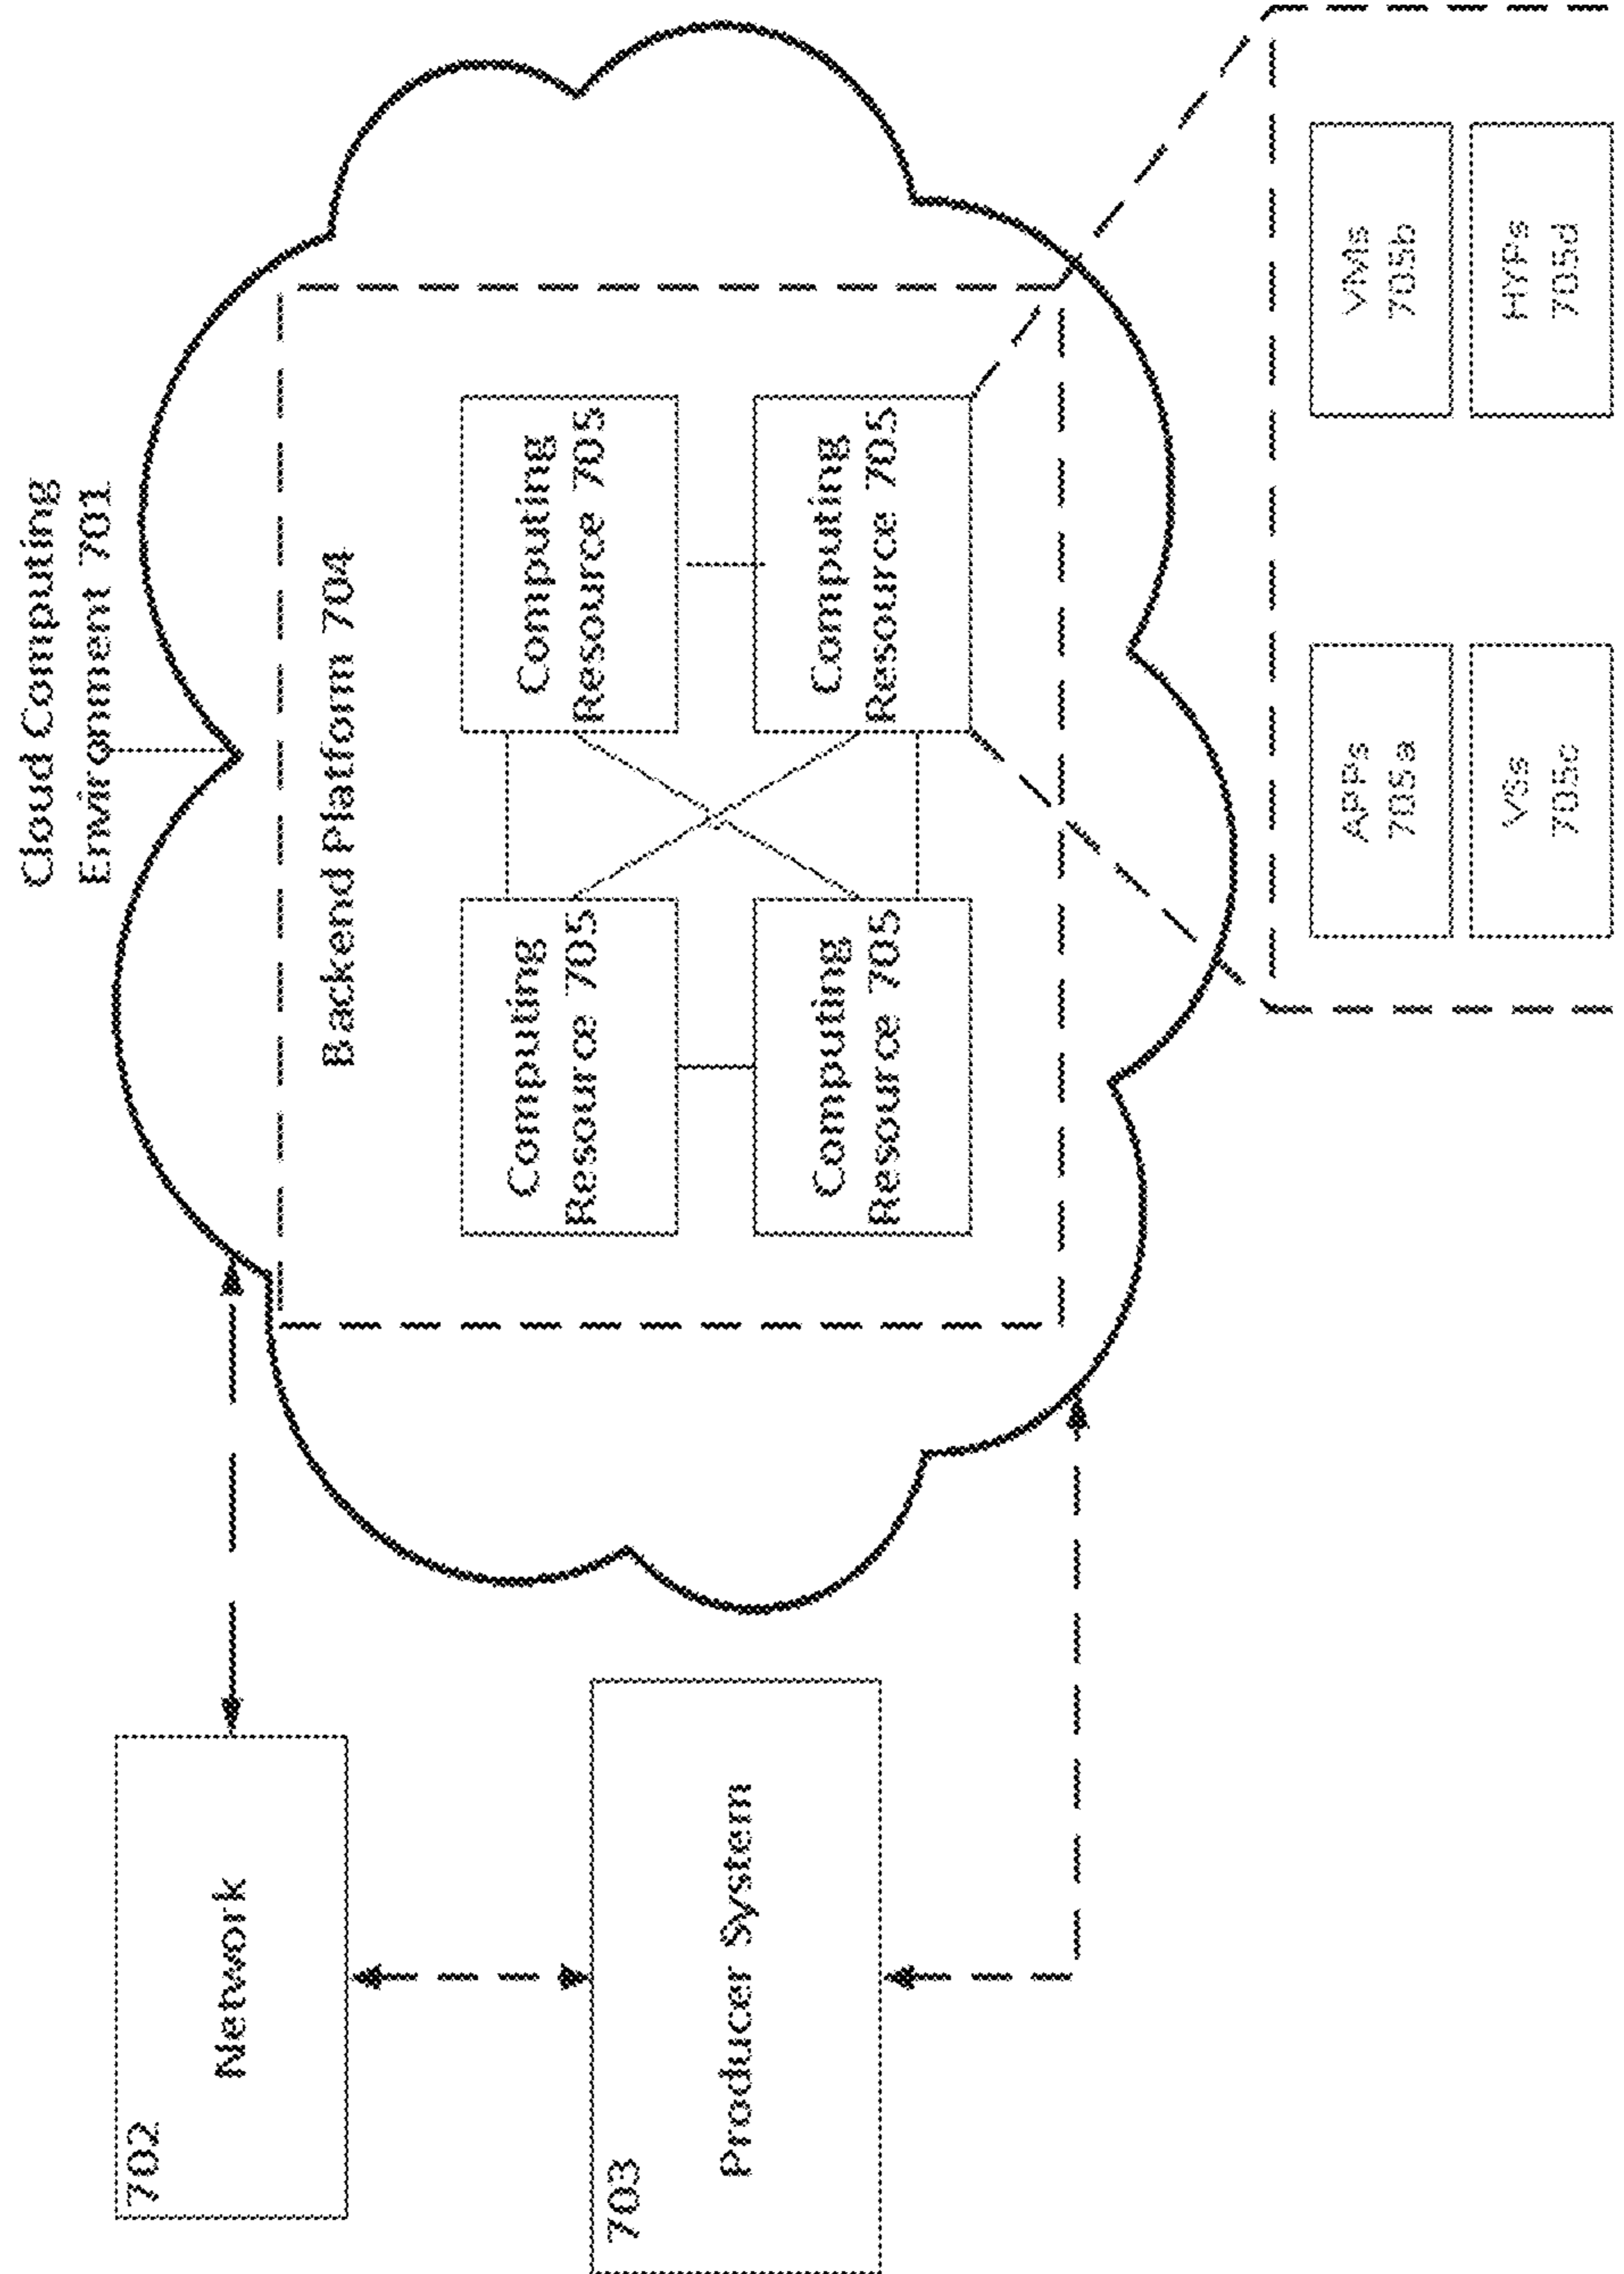 Cloud Computing
Environment 701
702
Network
Backend Platform 704
Computing
Resource 705
Computing
Resource 705
703
Producer System
Computing
Resource 705
Computing
Resource 705
APPs
705a
VMs
705b
VSs
705c
HYPs
705d